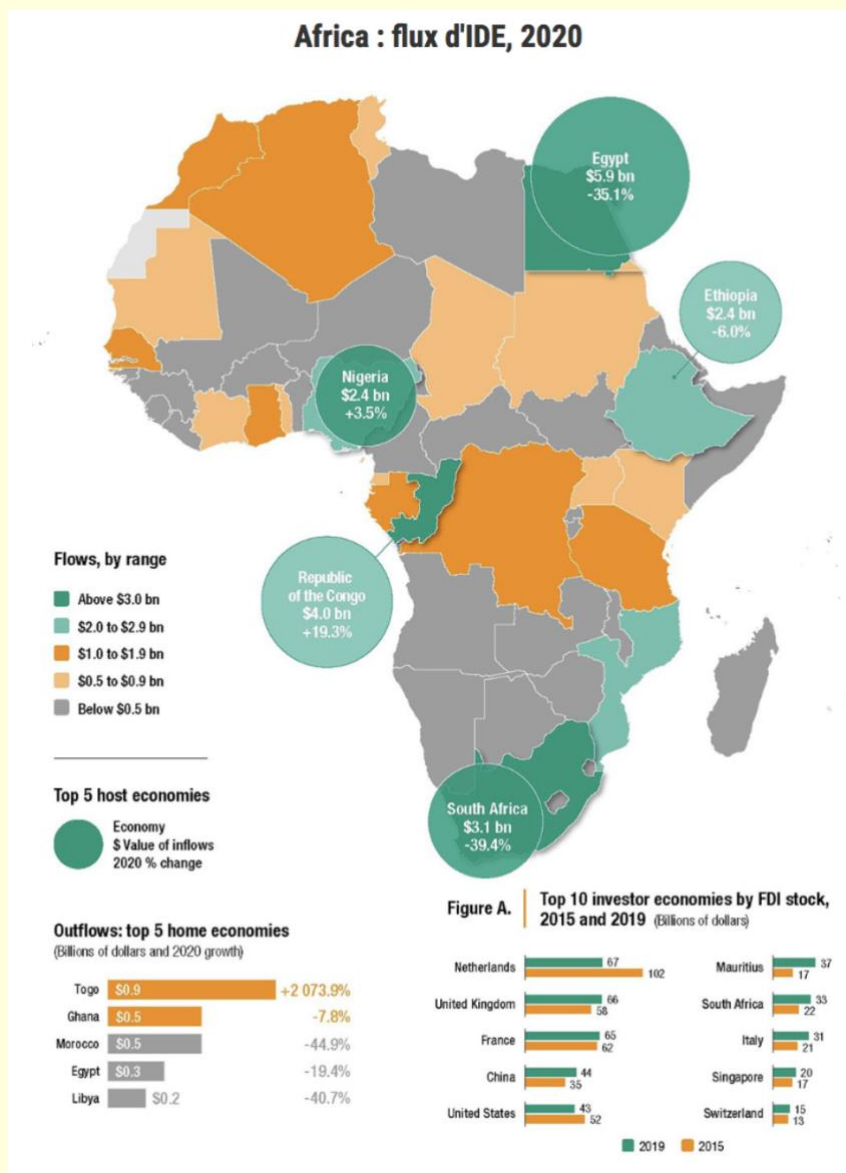 Africa : flux d'IDE, 2020
Egypt
$5.9 bn
-35.1%
Ethiopia
$2.4 bn
-6.0%
Nigeria
$2.4 bn
+3.5%
Republic
of the Congo
$4.0 bn
+19.3%
South Africa
$3.1 bn
-39.4%
Flows, by range
Above $3.0 bn
$2.0 to $2.9 bn
$1.0 to $1.9 bn
$0.5 to $0.9 bn
Below $0.5 bn
Top 5 host economies
Economy
$ Value of inflows
2020 % change
Outflows: top 5 home economies
(Billions of dollars and 2020 growth)
Togo $0.9 +2 073.9%
Ghana $0.5 -7.8%
Morocco $0.5 -44.9%
Egypt $0.3 -19.4%
Libya $0.2 -40.7%
Figure A.
Top 10 investor economies by FDI stock,
2015 and 2019 (Billions of dollars)
Netherlands 67
102
United Kingdom 66
58
France 65
62
China 44
35
United States 43
52
Mauritius 37
17
South Africa 33
22
Italy 31
21
Singapore 20
17
Switzerland 15
13
2019 2015